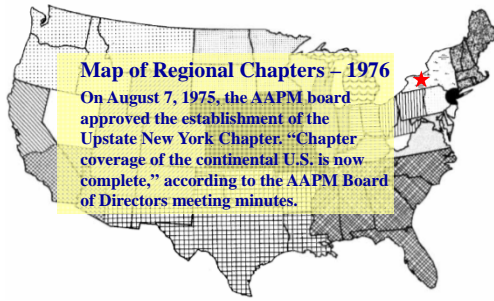 Map of Regional Chapters – 1976
On August 7, 1975, the AAPM board
approved the establishment of the
Upstate New York Chapter. “Chapter
coverage of the continental U.S. is now
complete,” according to the AAPM Board
of Directors meeting minutes.